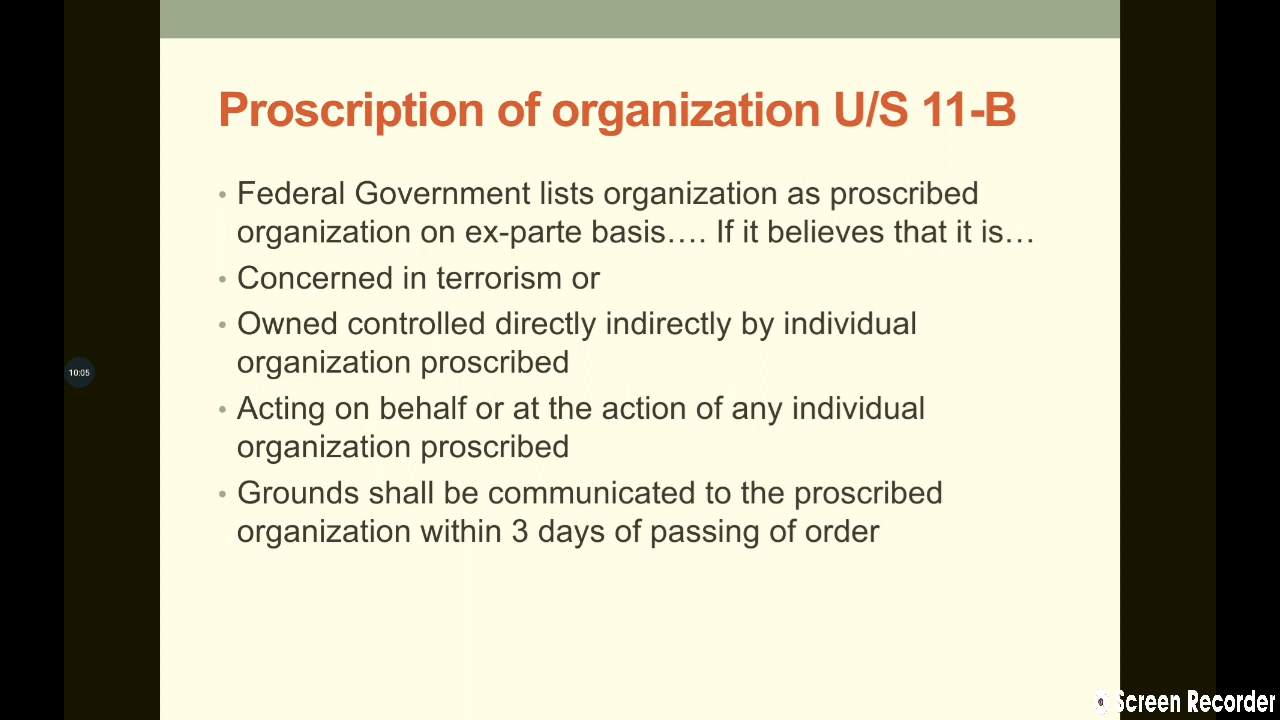 Proscription of organization U/S 11-B
• Federal Government lists organization as proscribed
organization on ex-parte basis…. If it believes that it is…
• Concerned in terrorism or
• Owned controlled directly indirectly by individual
organization proscribed
• Acting on behalf or at the action of any individual
organization proscribed
• Grounds shall be communicated to the proscribed
organization within 3 days of passing of order
10:05
Screen Recorder